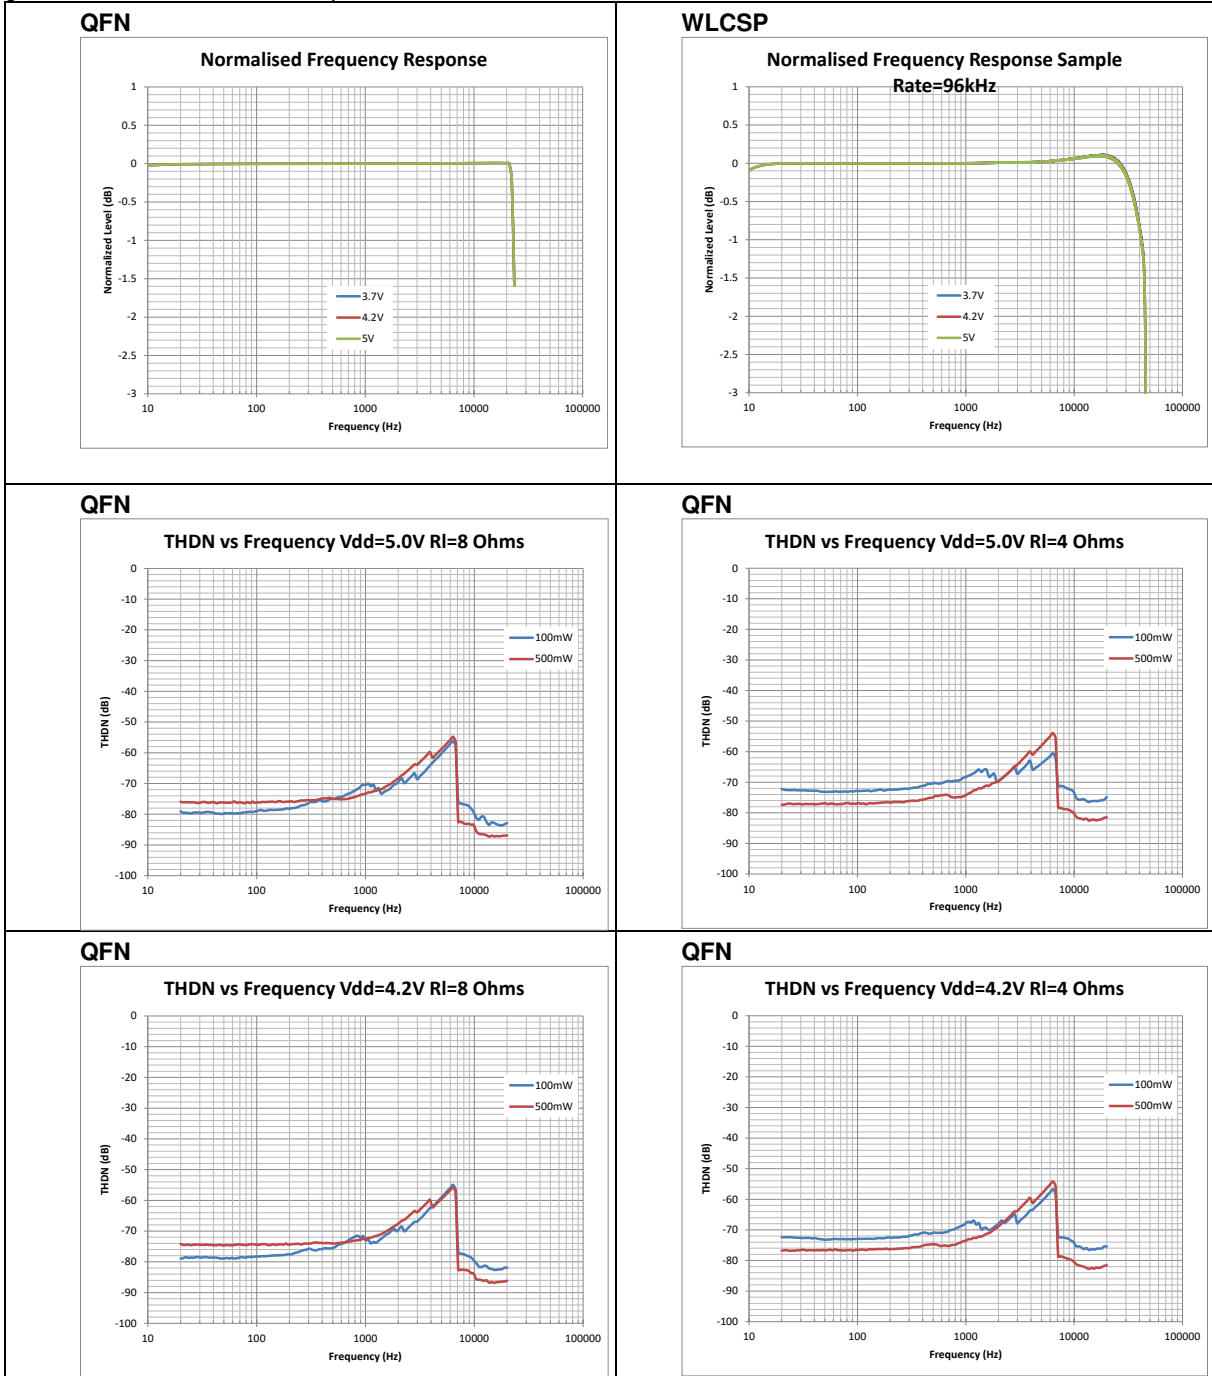 QFN
Normalised Frequency Response
1
0.5
0
-0.5
-1
-1.5
-2
-2.5
-3
Normalized Level (dB)
3.7V
4.2V
5V
10 100 1000 10000 100000
Frequency (Hz)
WLCSP
Normalised Frequency Response Sample
Rate=96kHz
1
0.5
0
-0.5
-1
-1.5
-2
-2.5
-3
Normalized Level (dB)
3.7V
4.2V
5V
10 100 1000 10000 100000
Frequency (Hz)
QFN
THDN vs Frequency Vdd=5.0V Rl=8 Ohms
0
-10
-20
-30
-40
-50
-60
-70
-80
-90
-100
THDN (dB)
100mW
500mW
10 100 1000 10000 100000
Frequency (Hz)
QFN
THDN vs Frequency Vdd=5.0V Rl=4 Ohms
0
-10
-20
-30
-40
-50
-60
-70
-80
-90
-100
THDN (dB)
100mW
500mW
10 100 1000 10000 100000
Frequency (Hz)
QFN
THDN vs Frequency Vdd=4.2V Rl=8 Ohms
0
-10
-20
-30
-40
-50
-60
-70
-80
-90
-100
THDN (dB)
100mW
500mW
10 100 1000 10000 100000
Frequency (Hz)
QFN
THDN vs Frequency Vdd=4.2V Rl=4 Ohms
0
-10
-20
-30
-40
-50
-60
-70
-80
-90
-100
THDN (dB)
100mW
500mW
10 100 1000 10000 100000
Frequency (Hz)